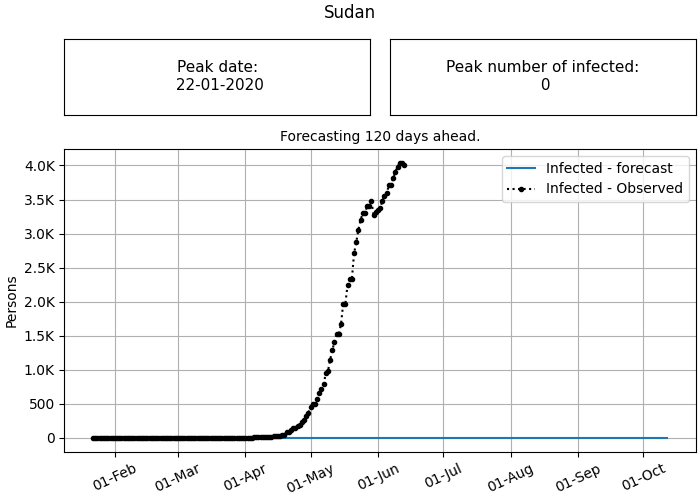 Sudan
Peak date:
22-01-2020
Peak number of infected:
0
Forecasting 120 days ahead.
Infected - forecast
Infected - Observed
Persons
4.0K
3.5K
3.0K
2.5K
2.0K
1.5K
1.0K
500
0
01-Feb
01-Mar
01-Apr
01-May
01-Jun
01-Jul
01-Aug
01-Sep
01-Oct